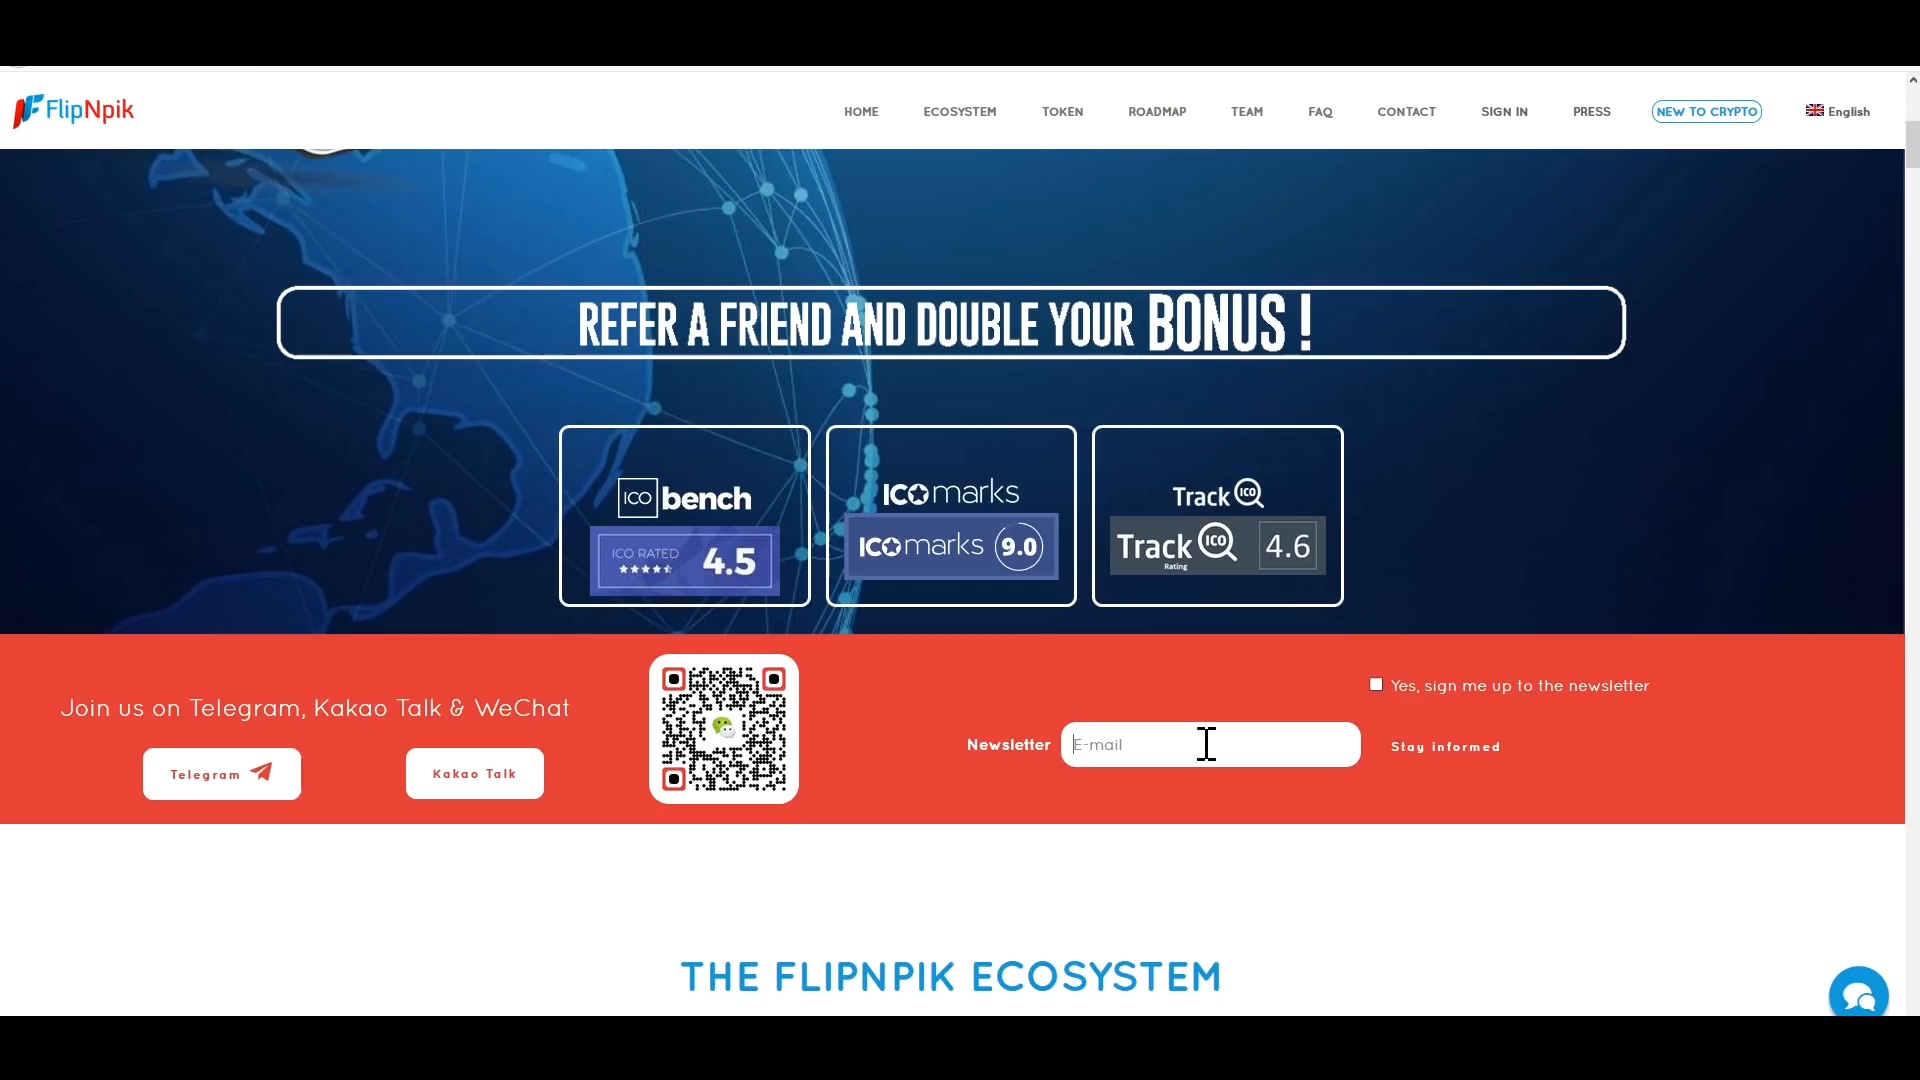 FlipNpik
HOME ECOSYSTEM TOKEN ROADMAP TEAM FAQ CONTACT SIGN IN PRESS NEW TO CRYPTO English
REFER A FRIEND AND DOUBLE YOUR BONUS !
ICO bench
ICO RATED 4.5
ICOmarks
ICOmarks 9.0
Track ICO
Track ICO Rating 4.6
Join us on Telegram, Kakao Talk & WeChat
Telegram
Kakao Talk
Yes, sign me up to the newsletter
Newsletter E-mail Stay informed
THE FLIPNPIK ECOSYSTEM